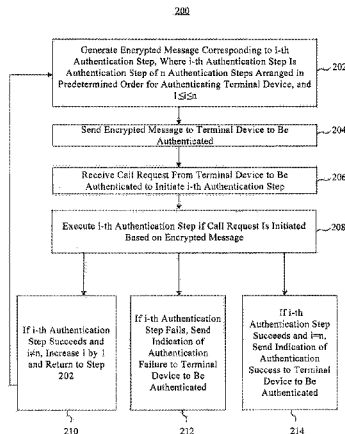 200
Generate Encrypted Message Corresponding to i-th
Authentication Step, Where i-th Authentication Step Is
Authentication Step of n Authentication Steps Arranged in
Predetermined Order for Authenticating Terminal Device, and
1≤i≤n
202
Send Encrypted Message to Terminal Device to Be
Authenticated
204
Receive Call Request From Terminal Device to Be
Authenticated to Initiate i-th Authentication Step
206
Execute i-th Authentication Step if Call Request Is Initiated
Based on Encrypted Message
208
If i-th Authentication
Step Succeeds and
i≠n, Increase i by 1
and Return to Step
202
If i-th Authentication
Step Fails, Send
Indication of
Authentication
Failure to Terminal
Device to Be
Authenticated
If i-th
Authentication Step
Succeeds and i=n,
Send Indication of
Authentication
Success to Terminal
Device to Be
Authenticated
210
212
214